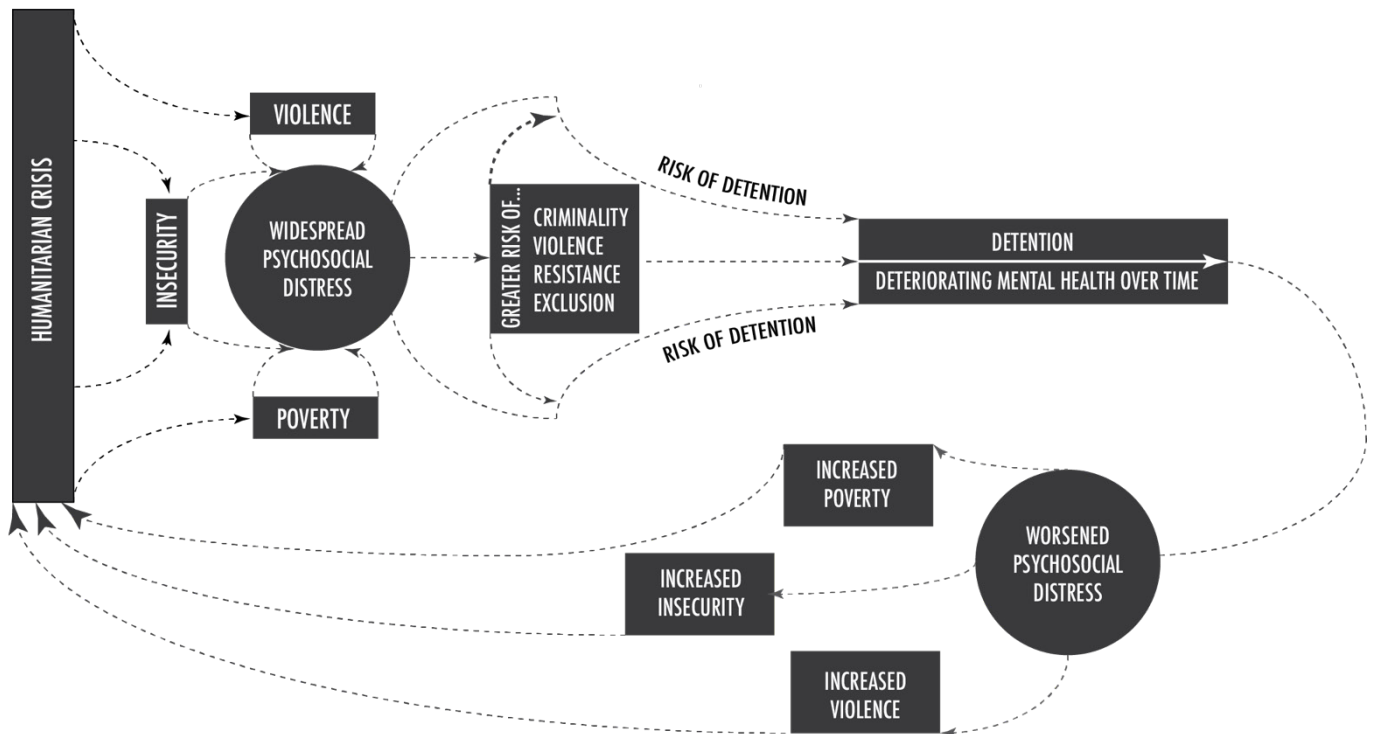 HUMANITARIAN CRISIS
VIOLENCE
INSECURITY
WIDESPREAD
PSYCHOSOCIAL
DISTRESS
POVERTY
GREATER RISK OF...
CRIMINALITY
VIOLENCE
RESISTANCE
EXCLUSION
RISK OF DETENTION
RISK OF DETENTION
DETENTION
DETERIORATING MENTAL HEALTH OVER TIME
INCREASED
POVERTY
INCREASED
INSECURITY
WORSENED
PSYCHOSOCIAL
DISTRESS
INCREASED
VIOLENCE